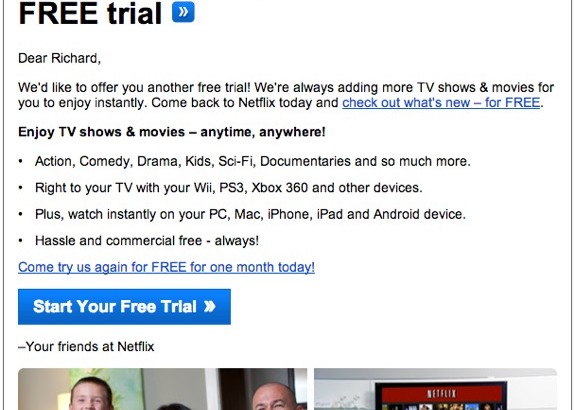 FREE trial »
Dear Richard,
We'd like to offer you another free trial! We're always adding more TV shows & movies for
you to enjoy instantly. Come back to Netflix today and check out what's new – for FREE.
Enjoy TV shows & movies – anytime, anywhere!
• Action, Comedy, Drama, Kids, Sci-Fi, Documentaries and so much more.
• Right to your TV with your Wii, PS3, Xbox 360 and other devices.
• Plus, watch instantly on your PC, Mac, iPhone, iPad and Android device.
• Hassle and commercial free - always!
Come try us again for FREE for one month today!
Start Your Free Trial »
–Your friends at Netflix
NETFLIX